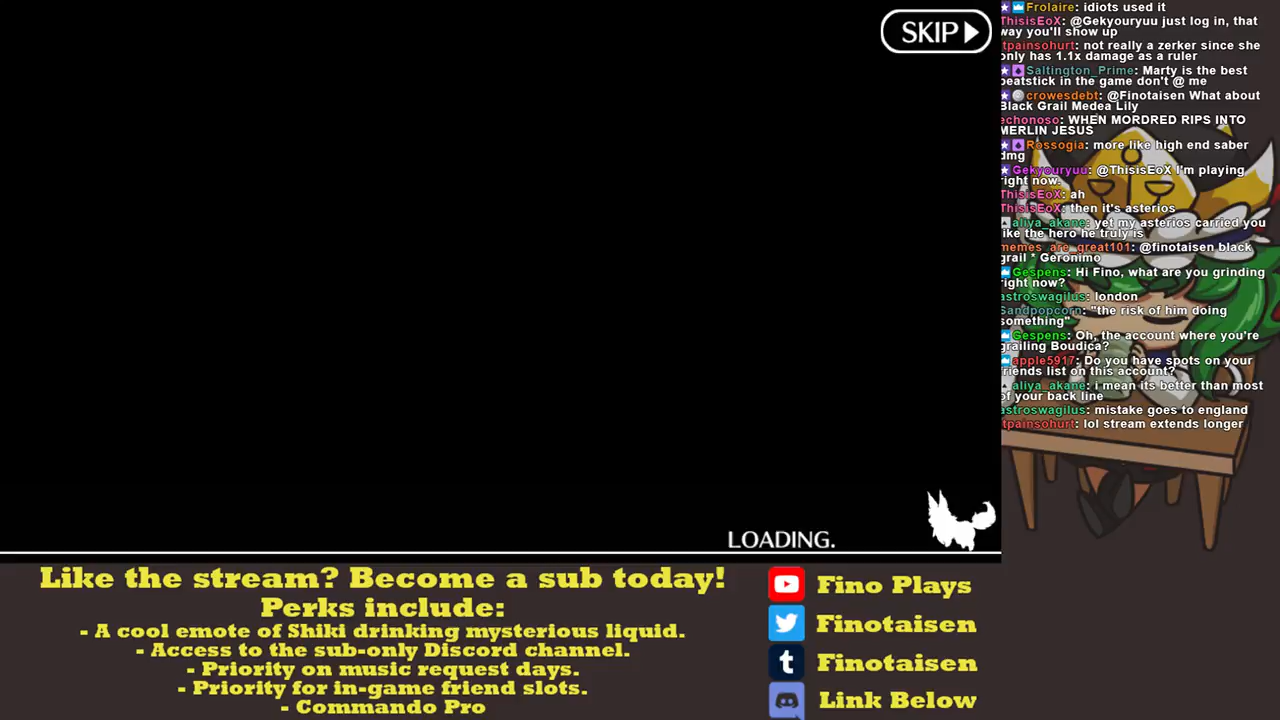 SKIP
LOADING.
Frolaire: idiots used it
ThisisEoX: @Gekyouryuu just log in, that
way you'll show up
tpainsohurt: not really a zerker since she
only has 1.1x damage as a ruler
Saltington_Prime: Marty is the best
beatstick in the game don't @ me
crowesdebt: @Finotaisen What about
Black Grail Medea Lily
echonoso: WHEN MORDRED RIPS INTO
MERLIN JESUS
Rossogia: more like high end saber
dmg
Gekyouryuu: @ThisisEoX I'm playing
right now.
ThisisEoX: ah
ThisisEoX: then it's asterios
aliya_akane: yet my asterios carried you
like the hero he truly is
memes_are_great101: @finotaisen black
grail * Geronimo
Gespens: Hi Fino, what are you grinding
right now?
astroswagilus: london
Sandpopcorn: "the risk of him doing
something"
Gespens: Oh, the account where you're
grailing Boudica?
apple5917: Do you have spots on your
friends list on this account?
aliya_akane: i mean its better than most
of your back line
astroswagilus: mistake goes to england
tpainsohurt: lol stream extends longer
Like the stream? Become a sub today!
Perks include:
- A cool emote of Shiki drinking mysterious liquid.
- Access to the sub-only Discord channel.
- Priority on music request days.
- Priority for in-game friend slots.
- Commando Pro
Fino Plays
Finotaisen
Finotaisen
Link Below